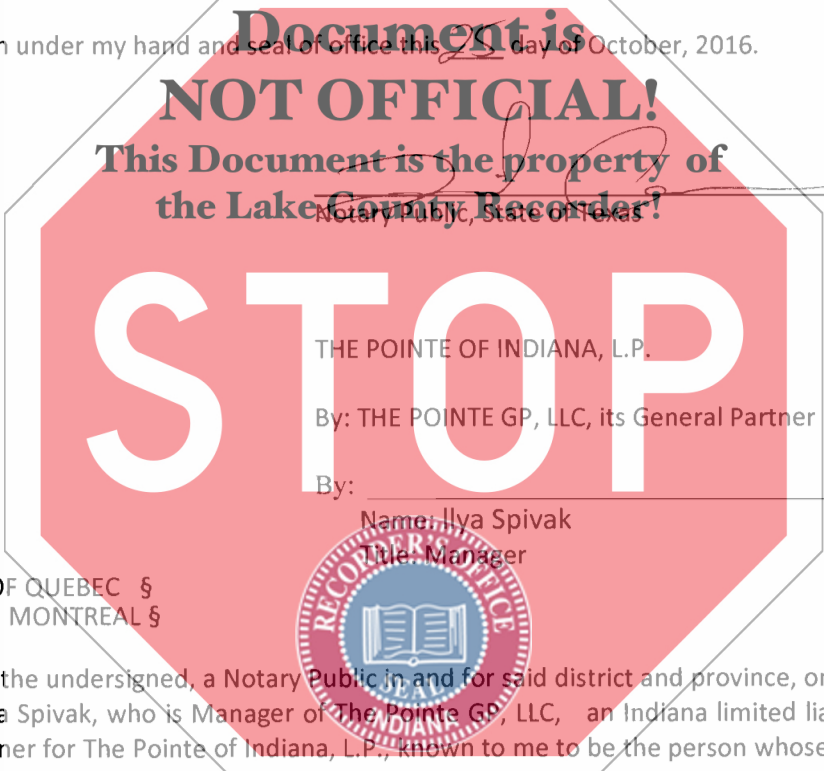 Document is
n under my hand and seal of office this 25 day of October, 2016.
NOT OFFICIAL!
This Document is the property of
the Lake County Recorder!
Notary Public, State of Texas
STOP
THE POINTE OF INDIANA, L.P.
By: THE POINTE GP, LLC, its General Partner
By:
Name: Ilya Spivak
Title: Manager
RECORDER'S OFFICE
SEAL
INDIANA
OF QUEBEC §
MONTREAL §
the undersigned, a Notary Public in and for said district and province, on
a Spivak, who is Manager of The Pointe GP, LLC, an Indiana limited lia
ner for The Pointe of Indiana, L.P., known to me to be the person whose